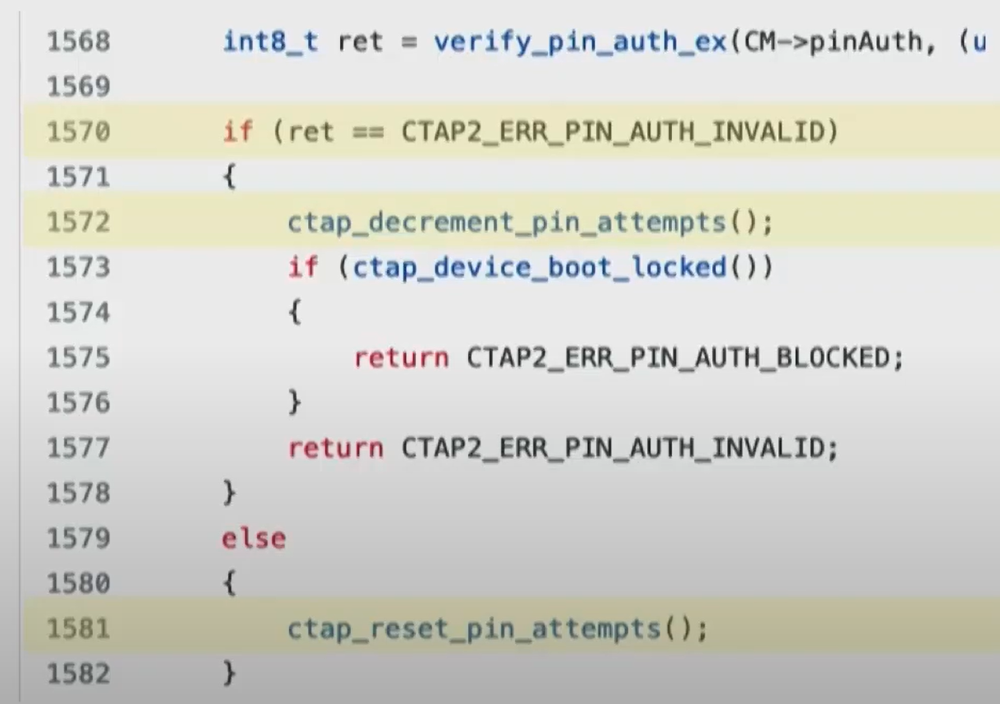 1568 int8_t ret = verify_pin_auth_ex(CM->pinAuth, (u
1569
1570 if (ret == CTAP2_ERR_PIN_AUTH_INVALID)
1571 {
1572 ctap_decrement_pin_attempts();
1573 if (ctap_device_boot_locked())
1574 {
1575 return CTAP2_ERR_PIN_AUTH_BLOCKED;
1576 }
1577 return CTAP2_ERR_PIN_AUTH_INVALID;
1578 }
1579 else
1580 {
1581 ctap_reset_pin_attempts();
1582 }